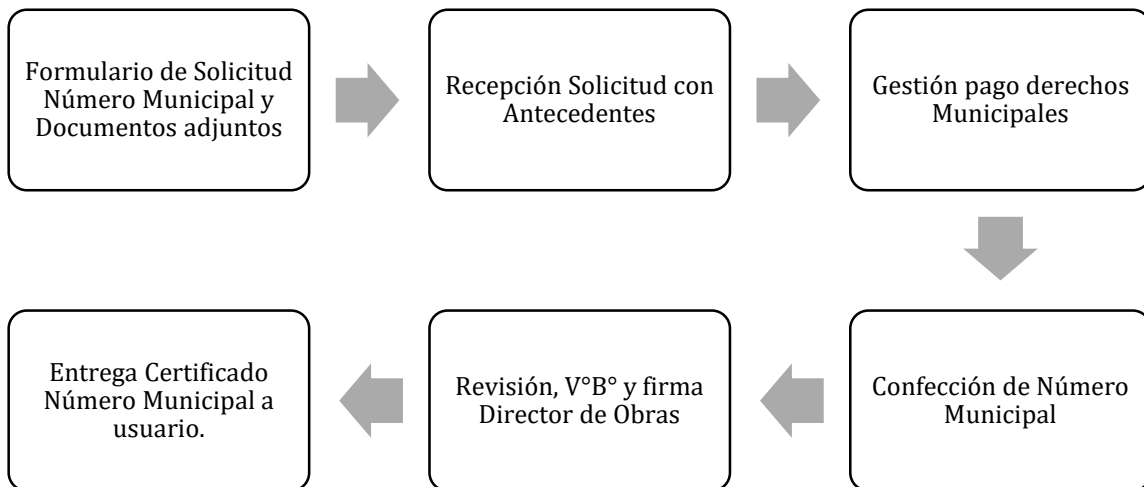 Formulario de Solicitud
Número Municipal y
Documentos adjuntos
Recepción Solicitud con
Antecedentes
Gestión pago derechos
Municipales
Confección de Número
Municipal
Revisión, V°B° y firma
Director de Obras
Entrega Certificado
Número Municipal a
usuario.